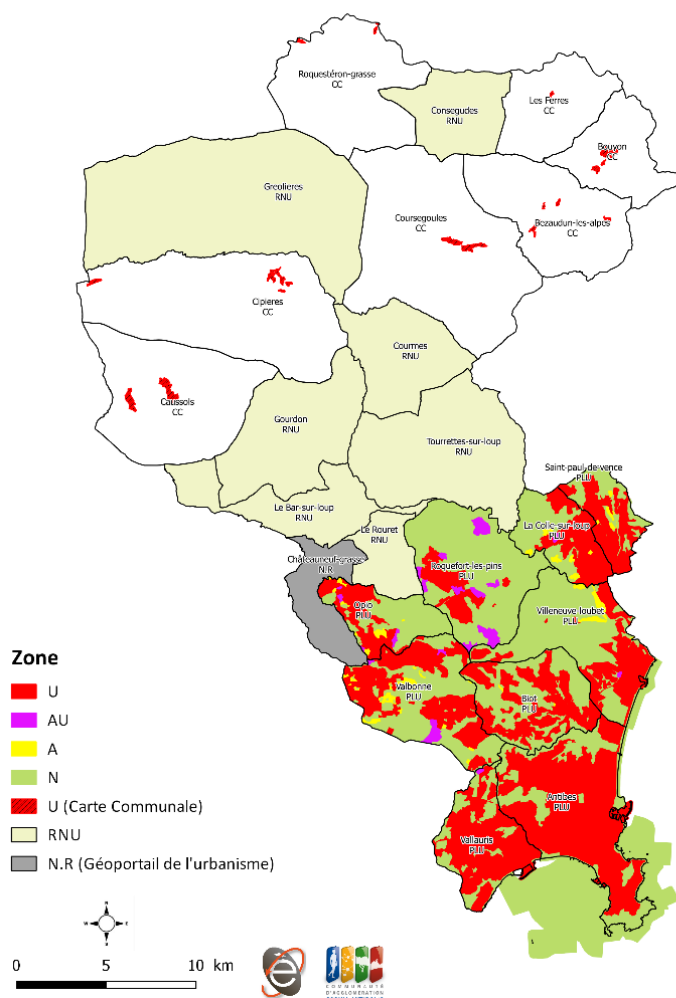 Roquestéron-grasse
CC
Consegudes
RNU
Les Ferres
CC
Bouyon
CC
Greolieres
RNU
Coursegoules
CC
Bezaudun-les-alpes
CC
Cipieres
CC
Courmes
RNU
Caussols
CC
Gourdon
RNU
Tourrettes-sur-loup
RNU
Saint-paul-de-vence
PLU
Le Bar-sur-loup
RNU
Le Rouret
RNU
La Colle-sur-loup
PLU
Châteauneuf-grasse
N.R
Roquefort-les-pins
PLU
Opio
PLU
Villeneuve-loubet
PLU
Valbonne
PLU
Biot
PLU
Antibes
PLU
Vallauris
PLU
Zone
U
AU
A
N
U (Carte Communale)
RNU
N.R (Géoportail de l'urbanisme)
N
W
E
S
0 5 10 km
COMMUNAUTÉ
D'AGGLOMÉRATION